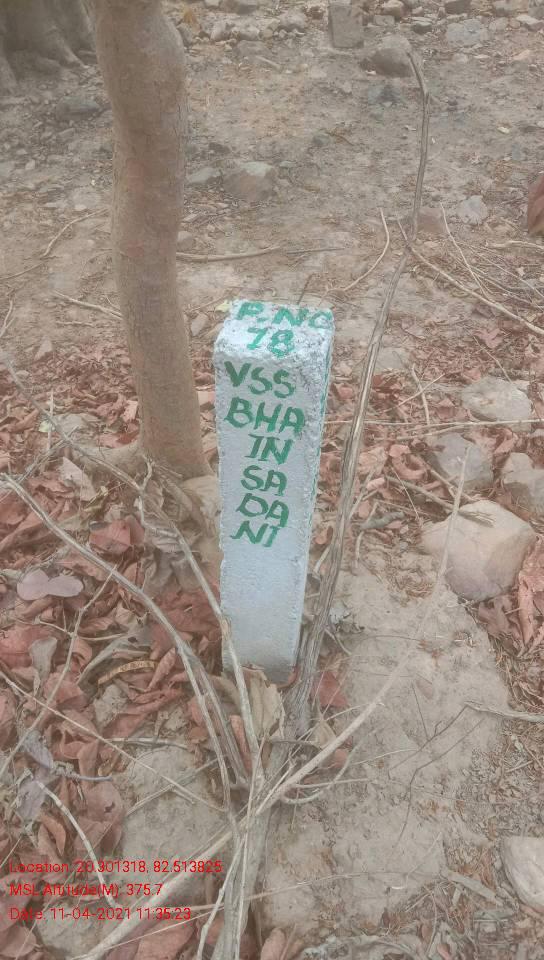 P.NO
78
VSS
BHA
IN
SA
DA
NI
Location: 20.301318, 82.513825
MSL Altitude(M): 375.7
Date: 11-04-2021 11:35:23